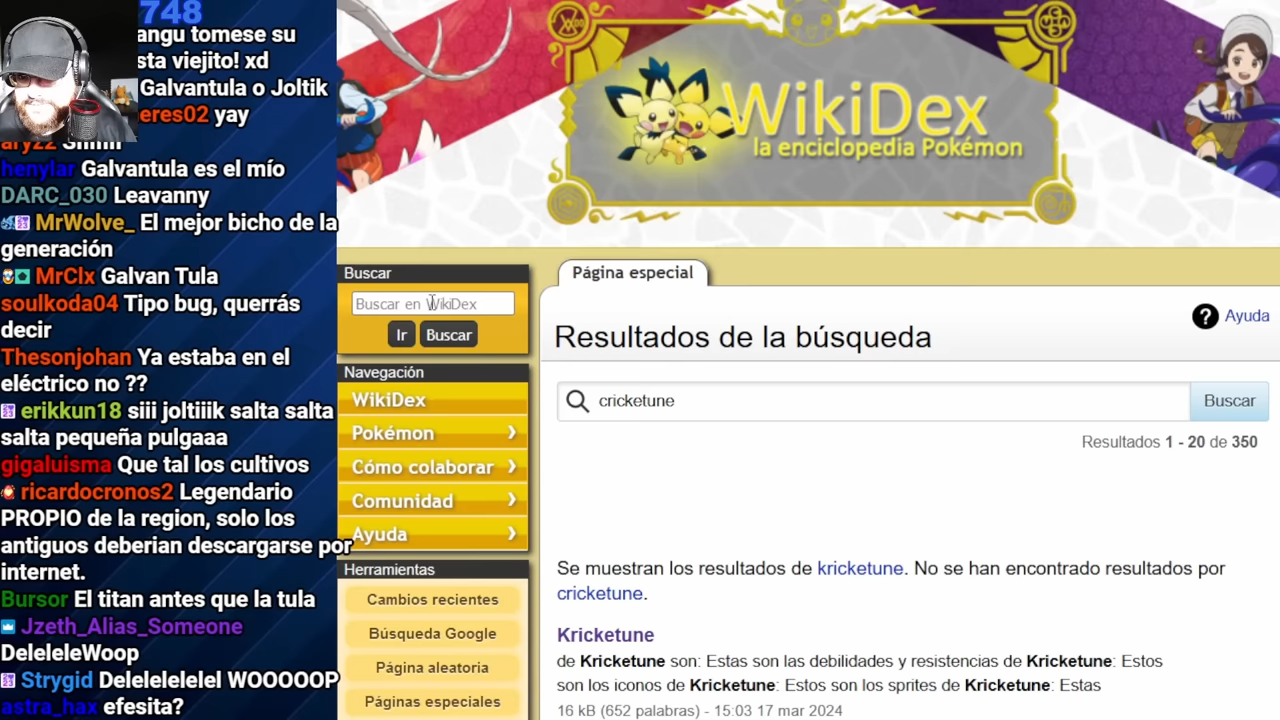 748
angu tomese su
sta viejito! xd
Galvantula o Joltik
eres02 yay
henylar Galvantula es el mío
DARC_030 Leavanny
MrWolve_ El mejor bicho de la
generación
MrClx Galvan Tula
soulkoda04 Tipo bug, querrás
decir
Thesonjohan Ya estaba en el
eléctrico no ??
erikkun18 siii joltiiik salta salta
salta pequeña pulgaaa
gigaluisma Que tal los cultivos
ricardocronos2 Legendario
PROPIO de la region, solo los
antiguos deberian descargarse por
internet.
Bursor El titan antes que la tula
Jzeth_Alias_Someone
DeleleleWoop
Strygid Delelelelelel WOOOOOP
astra_hax efesita?
WikiDex
la enciclopedia Pokémon
Buscar
Buscar en WikiDex
Ir
Buscar
Navegación
WikiDex
Pokémon
Cómo colaborar
Comunidad
Ayuda
Herramientas
Cambios recientes
Búsqueda Google
Página aleatoria
Páginas especiales
Página especial
? Ayuda
Resultados de la búsqueda
cricketune
Buscar
Resultados 1 - 20 de 350
Se muestran los resultados de kricketune. No se han encontrado resultados por
cricketune.
Kricketune
de Kricketune son: Estas son las debilidades y resistencias de Kricketune: Estos
son los iconos de Kricketune: Estos son los sprites de Kricketune: Estas
16 kB (652 palabras) - 15:03 17 mar 2024